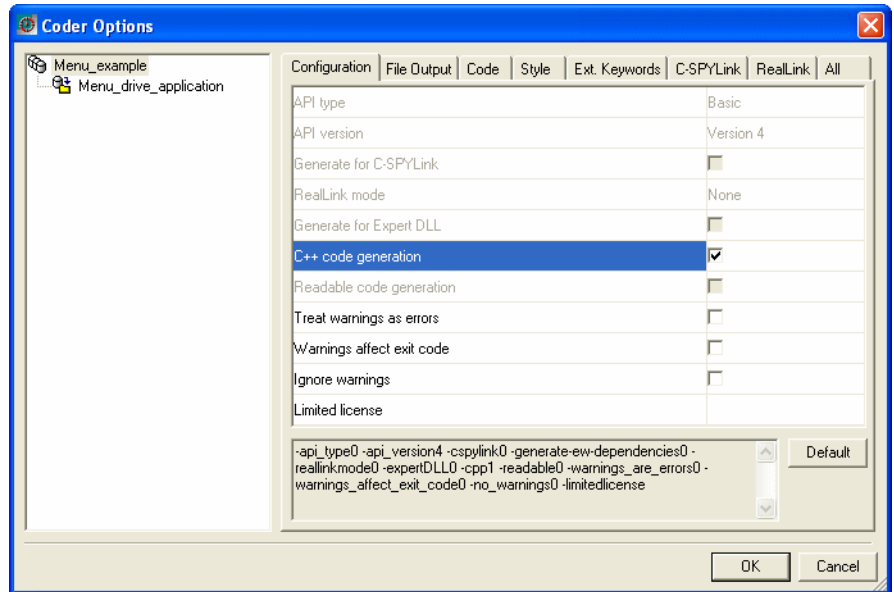 Coder Options
Menu_example
Menu_drive_application
Configuration File Output Code Style Ext. Keywords C-SPYLink RealLink All
API type Basic
API version Version 4
Generate for C-SPYLink
RealLink mode None
Generate for Expert DLL
C++ code generation
Readable code generation
Treat warnings as errors
Warnings affect exit code
Ignore warnings
Limited license
-api_type0 -api_version4 -cspylink0 -generate-ew-dependencies0 -
reallinkmode0 -expertDLL0 -cpp1 -readable0 -warnings_are_errors0 -
warnings_affect_exit_code0 -no_warnings0 -limitedlicense
Default
OK Cancel